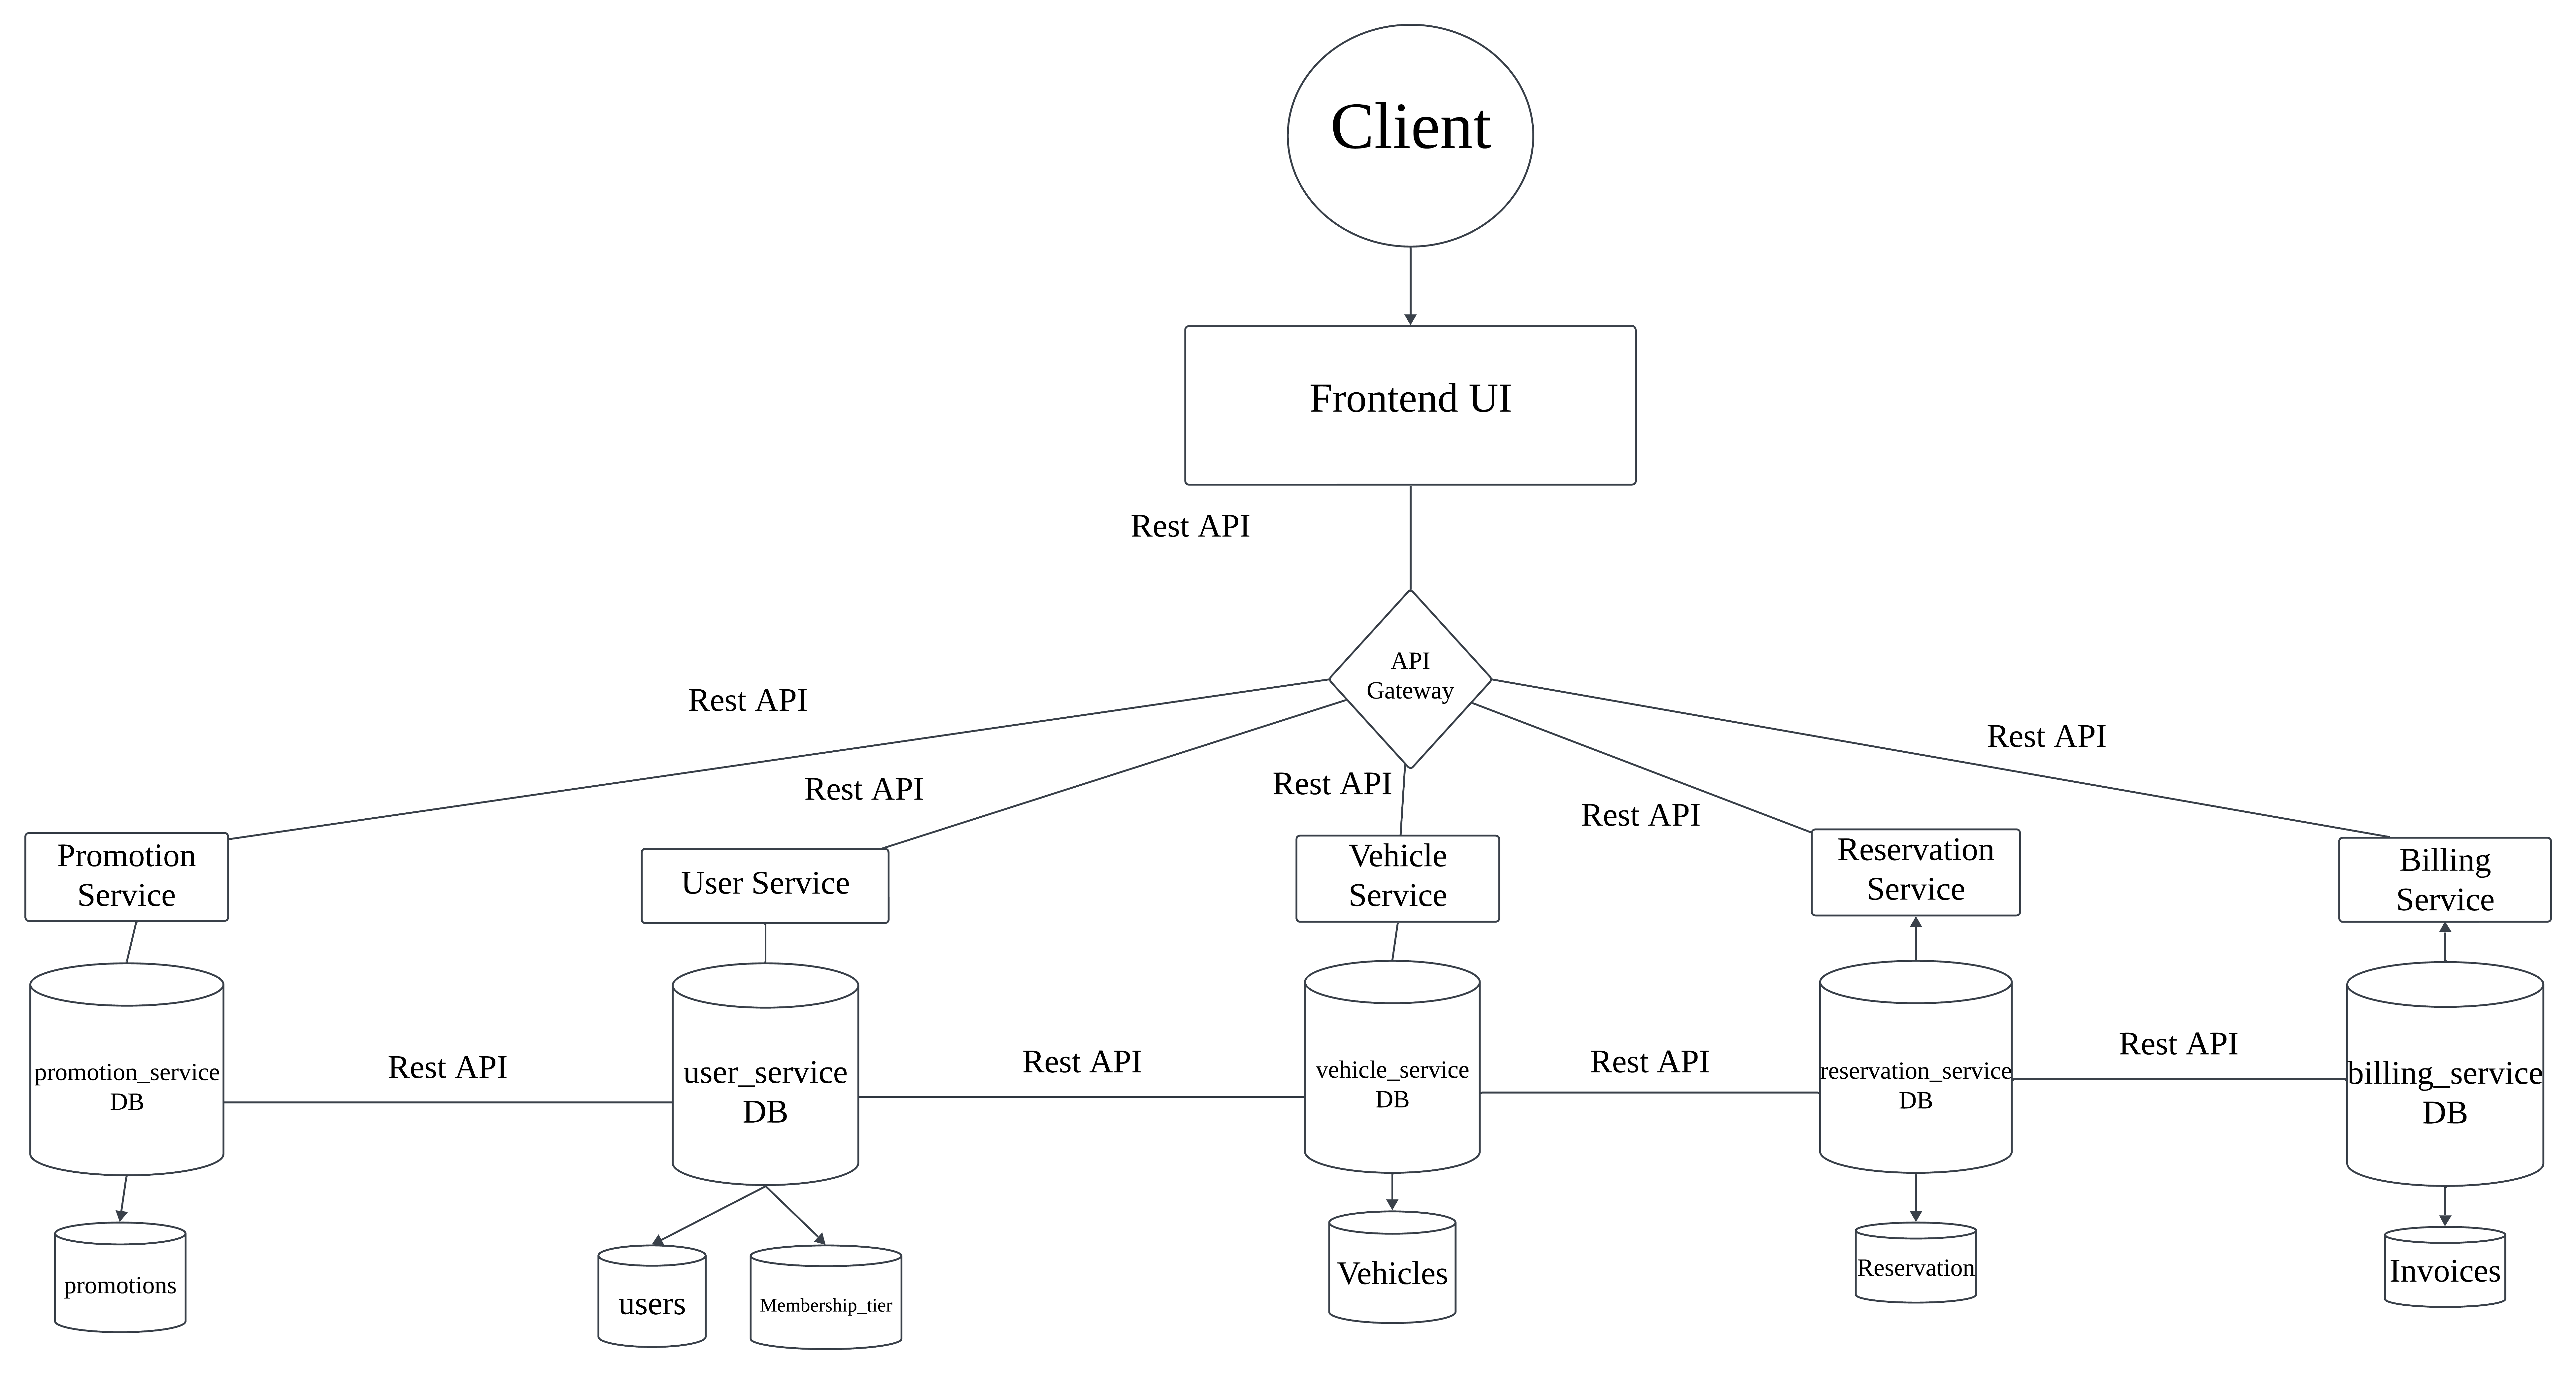 Client
Frontend UI
Rest API
API
Gateway
Rest API
Rest API
Rest API
Rest API
Rest API
Promotion
Service
User Service
Vehicle
Service
Reservation
Service
Billing
Service
promotion_service
DB
Rest API
user_service
DB
Rest API
vehicle_service
DB
Rest API
reservation_service
DB
Rest API
billing_service
DB
promotions
users
Membership_tier
Vehicles
Reservation
Invoices